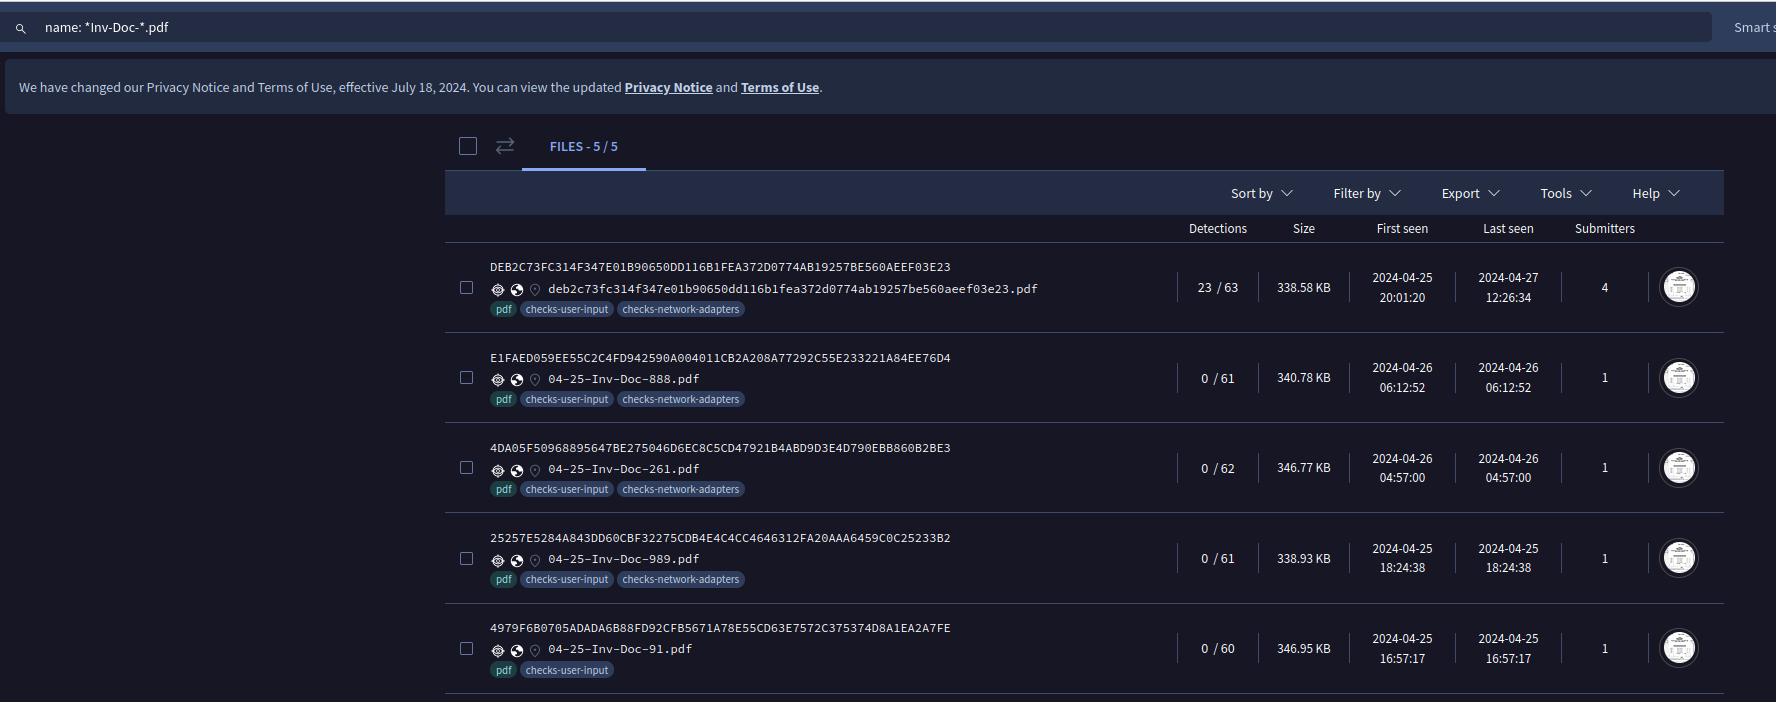 name: *Inv-Doc-*.pdf
Smart s
We have changed our Privacy Notice and Terms of Use, effective July 18, 2024. You can view the updated Privacy Notice and Terms of Use.
FILES - 5 / 5
Sort by Filter by Export Tools Help
Detections Size First seen Last seen Submitters
DEB2C73FC314F347E01B90650DD116B1FEA372D0774AB19257BE560AEEF03E23
deb2c73fc314f347e01b90650dd116b1fea372d0774ab19257be560aeef03e23.pdf
pdf checks-user-input checks-network-adapters
23 / 63 338.58 KB 2024-04-25 20:01:20 2024-04-27 12:26:34 4
E1FAED059EE55C2C4FD942590A004011CB2A208A77292C55E233221A84EE76D4
04-25-Inv-Doc-888.pdf
pdf checks-user-input checks-network-adapters
0 / 61 340.78 KB 2024-04-26 06:12:52 2024-04-26 06:12:52 1
4DA05F50968895647BE275046D6EC8C5CD47921B4ABD9D3E4D790EBB860B2BE3
04-25-Inv-Doc-261.pdf
pdf checks-user-input checks-network-adapters
0 / 62 346.77 KB 2024-04-26 04:57:00 2024-04-26 04:57:00 1
25257E5284A843DD60CBF32275CDB4E4C4CC4646312FA20AAA6459C0C25233B2
04-25-Inv-Doc-989.pdf
pdf checks-user-input checks-network-adapters
0 / 61 338.93 KB 2024-04-25 18:24:38 2024-04-25 18:24:38 1
4979F6B0705ADADA6B88FD92CFB5671A78E55CD63E7572C375374D8A1EA2A7FE
04-25-Inv-Doc-91.pdf
pdf checks-user-input
0 / 60 346.95 KB 2024-04-25 16:57:17 2024-04-25 16:57:17 1